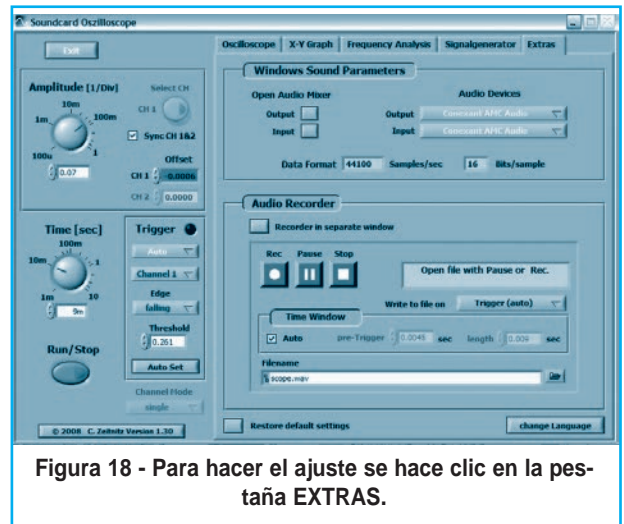 Soundcard Oszilloscope
Exit
Oscilloscope X-Y Graph Frequency Analysis Signalgenerator Extras
Amplitude [1/Div]
10m
1m
100m
100u
1
0.07
Select CH
CH 1
Sync CH 1&2
Offset
CH 1 -0.0006
CH 2 0.0000
Time [sec]
100m
10m
1
1m
10
9m
Run/Stop
Trigger
Auto
Channel 1
Edge
falling
Threshold
0.261
Auto Set
Channel Mode
single
© 2008 C. Zeitnitz Version 1.30
Windows Sound Parameters
Open Audio Mixer
Output
Input
Audio Devices
Output Conexant AMC Audio
Input Conexant AMC Audio
Data Format 44100 Samples/sec 16 Bits/sample
Audio Recorder
Recorder in separate window
Rec Pause Stop
Open file with Pause or Rec.
Write to file on Trigger (auto)
Time Window
Auto pre-Trigger 0.0045 sec length 0.009 sec
Filename
scope.wav
Restore default settings
change Language
Figura 18 - Para hacer el ajuste se hace clic en la pes-
taña EXTRAS.